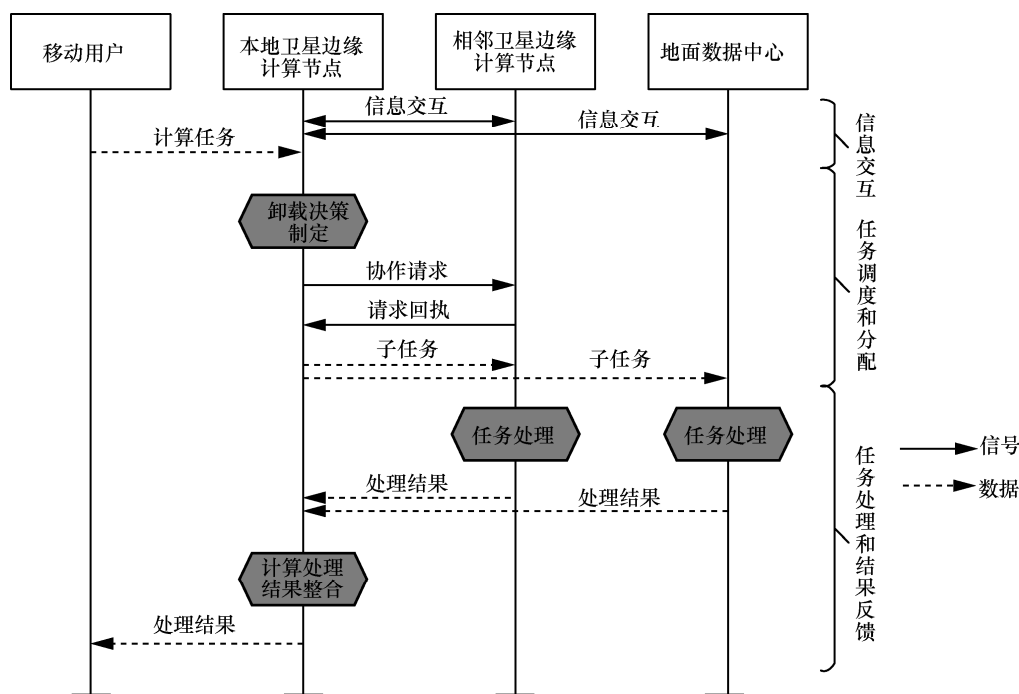 移动用户
本地卫星边缘
计算节点
相邻卫星边缘
计算节点
地面数据中心
信息交互
信息交互
计算任务
卸载决策
制定
协作请求
请求回执
子任务
子任务
任务处理
任务处理
处理结果
处理结果
计算处理
结果整合
处理结果
信息交互
任务调度和分配
任务处理和结果反馈
信号
数据